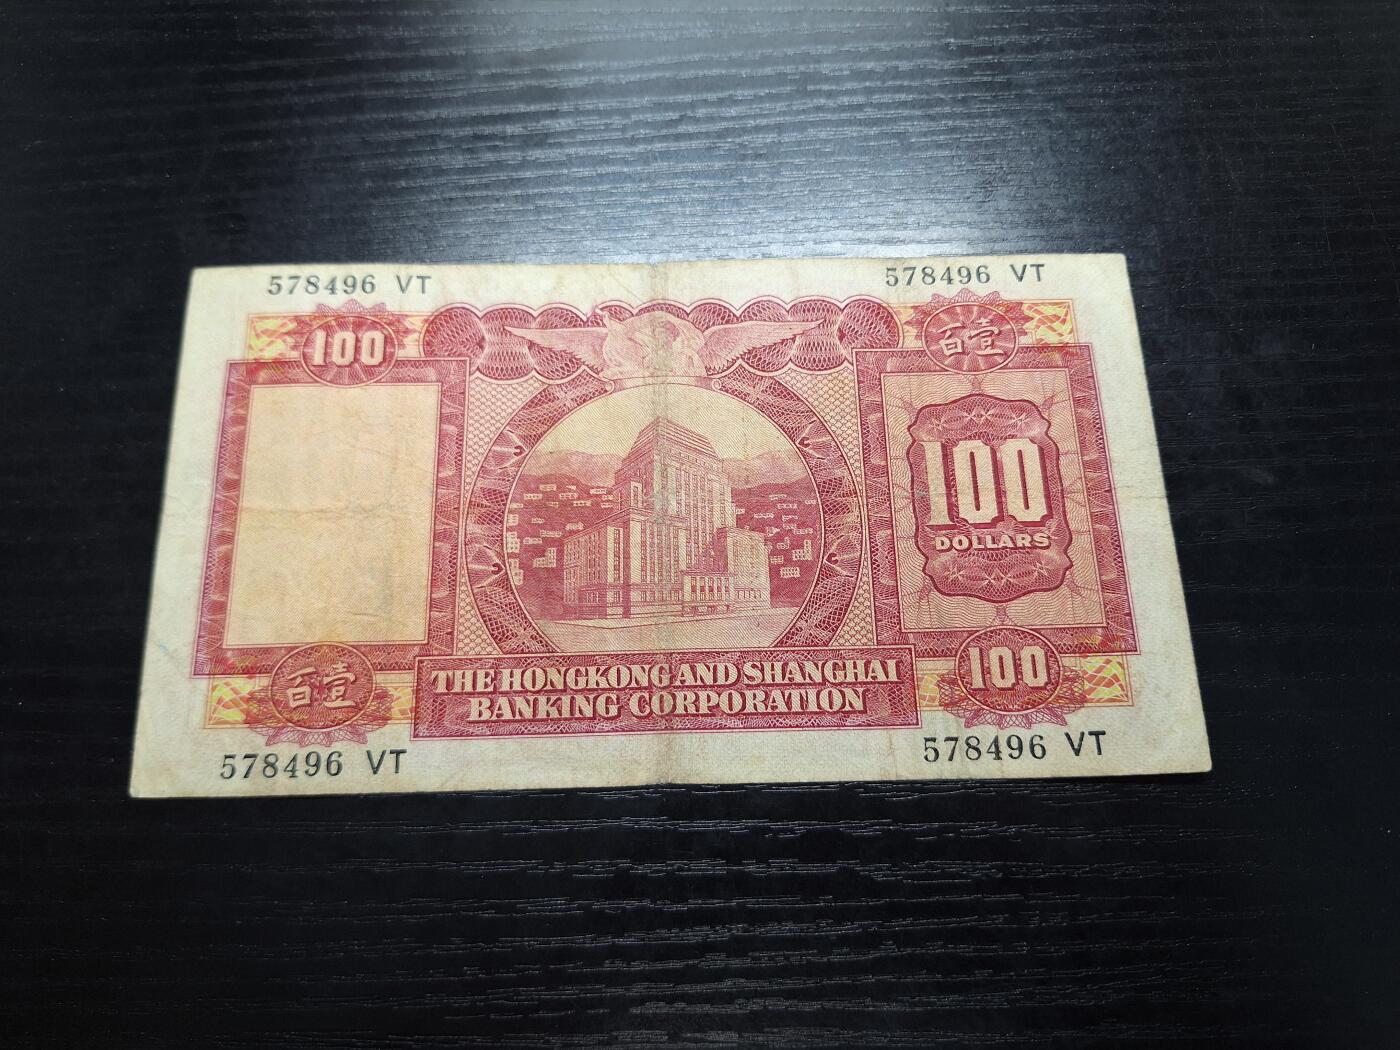 578496 VT
578496 VT
100
百壹
100
DOLLARS
THE HONGKONG AND SHANGHAI
BANKING CORPORATION
百壹
100
578496 VT
578496 VT